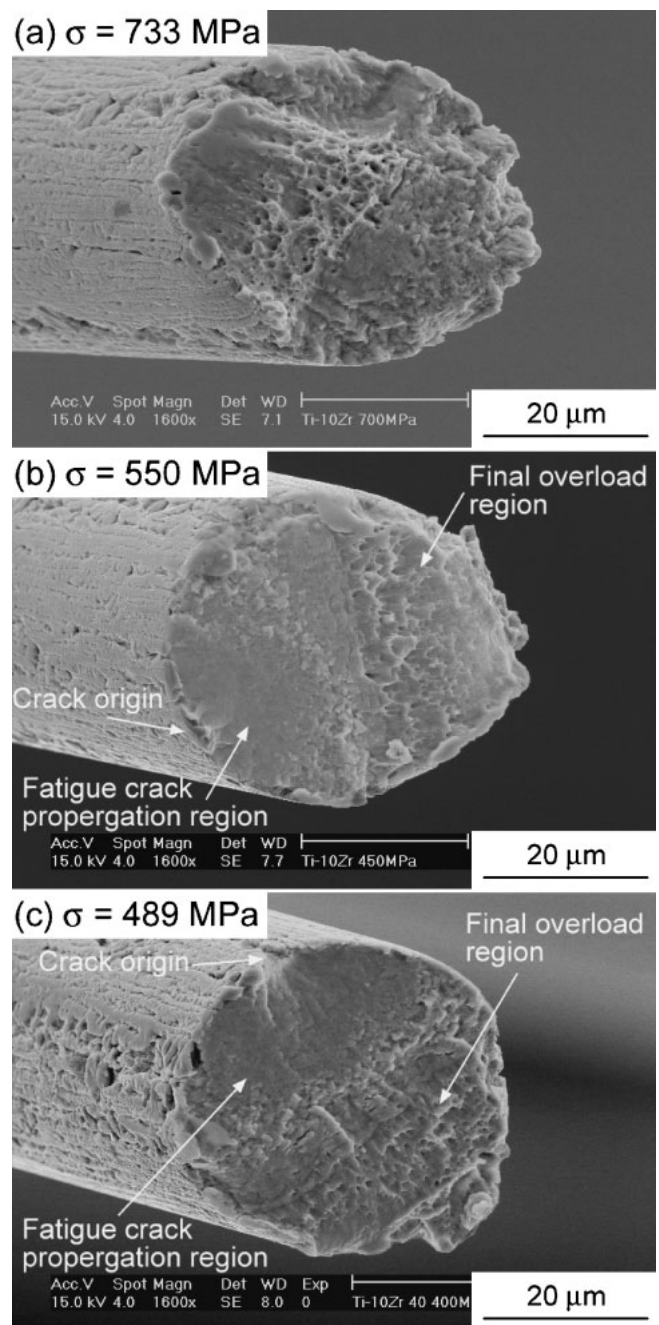 (a) σ = 733 MPa
Acc.V Spot Magn Det WD
15.0 kV 4.0 1600x SE 7.1 Ti-10Zr 700MPa
20 μm
(b) σ = 550 MPa
Final overload
region
Crack origin
Fatigue crack
propergation region
Acc.V Spot Magn Det WD
15.0 kV 4.0 1600x SE 7.7 Ti-10Zr 450MPa
20 μm
(c) σ = 489 MPa
Crack origin
Final overload
region
Fatigue crack
propergation region
Acc.V Spot Magn Det WD Exp
15.0 kV 4.0 1600x SE 8.0 0 Ti-10Zr 40 400M
20 μm